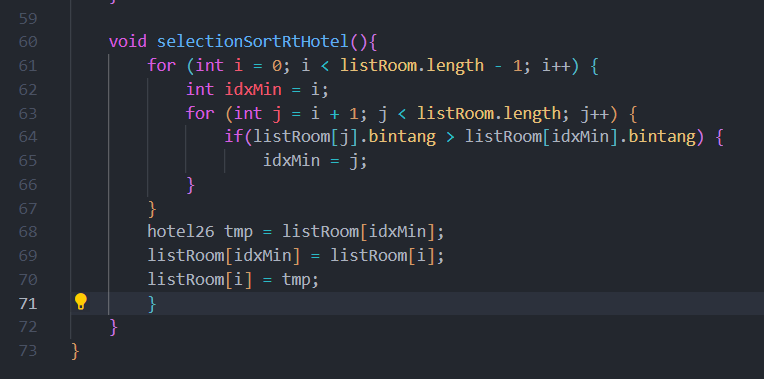 59
60 void selectionSortRtHotel(){
61 for (int i = 0; i < listRoom.length - 1; i++) {
62 int idxMin = i;
63 for (int j = i + 1; j < listRoom.length; j++) {
64 if(listRoom[j].bintang > listRoom[idxMin].bintang) {
65 idxMin = j;
66 }
67 }
68 hotel26 tmp = listRoom[idxMin];
69 listRoom[idxMin] = listRoom[i];
70 listRoom[i] = tmp;
71 }
72 }
73 }